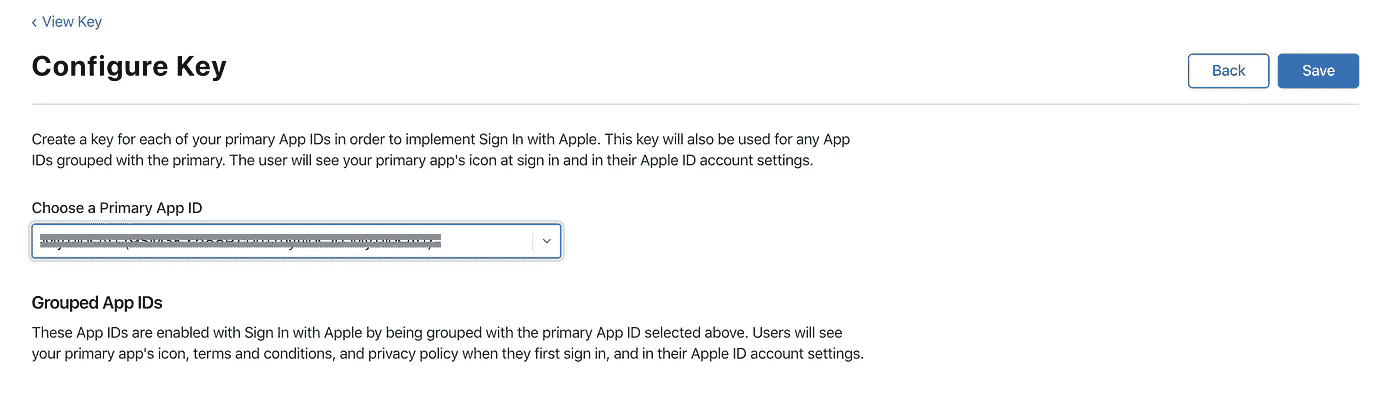 ‹ View Key
Configure Key
Back
Save
Create a key for each of your primary App IDs in order to implement Sign In with Apple. This key will also be used for any App
IDs grouped with the primary. The user will see your primary app's icon at sign in and in their Apple ID account settings.
Choose a Primary App ID
Grouped App IDs
These App IDs are enabled with Sign In with Apple by being grouped with the primary App ID selected above. Users will see
your primary app's icon, terms and conditions, and privacy policy when they first sign in, and in their Apple ID account settings.